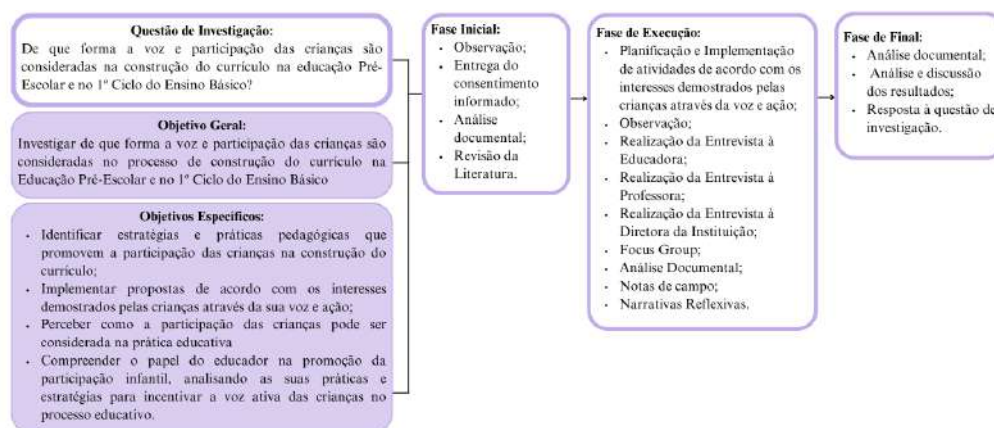 Questão de Investigação:
De que forma a voz e participação das crianças são
consideradas na construção do currículo na educação Pré-
Escolar e no 1º Ciclo do Ensino Básico?
Objetivo Geral:
Investigar de que forma a voz e participação das crianças são
consideradas no processo de construção do currículo na
Educação Pré-Escolar e no 1º Ciclo do Ensino Básico
Objetivos Específicos:
• Identificar estratégias e práticas pedagógicas que
promovem a participação das crianças na construção do
currículo;
• Implementar propostas de acordo com os interesses
demostrados pelas crianças através da sua voz e ação;
• Perceber como a participação das crianças pode ser
considerada na prática educativa
• Compreender o papel do educador na promoção da
participação infantil, analisando as suas práticas e
estratégias para incentivar a voz ativa das crianças no
processo educativo.
Fase Inicial:
• Observação;
• Entrega do
consentimento
informado;
• Análise
documental;
• Revisão da
Literatura.
Fase de Execução:
• Planificação e Implementação
de atividades de acordo com os
interesses demostrados pelas
crianças através da voz e ação;
• Observação;
• Realização da Entrevista à
Educadora;
• Realização da Entrevista à
Professora;
• Realização da Entrevista à
Diretora da Instituição;
• Focus Group;
• Análise Documental;
• Notas de campo;
• Narrativas Reflexivas.
Fase de Final:
• Análise documental;
• Análise e discussão
dos resultados;
• Resposta à questão de
investigação.